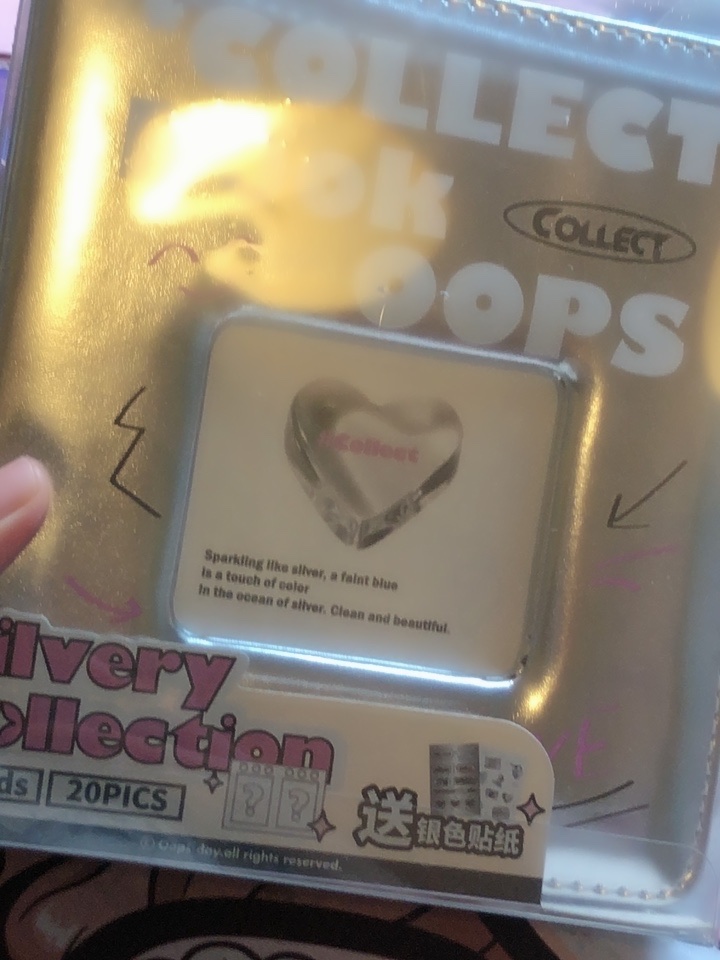 COLLECT
ok
COLLECT
OOPS
Collect
Sparkling like silver, a faint blue
is a touch of color
in the ocean of silver. Clean and beautiful.
ilvery
ollection
ds
20PICS
? ?
送银色贴纸
© Oops day.all rights reserved.